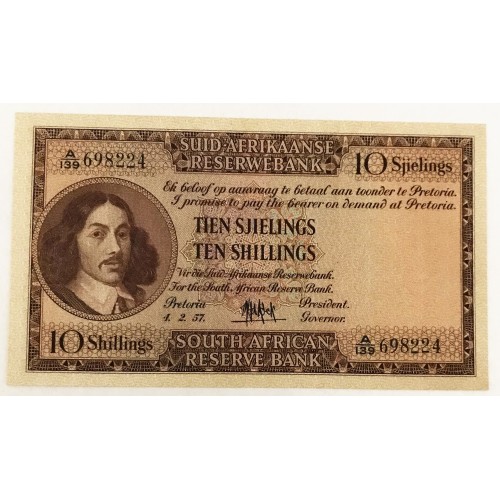 SUID-AFRIKAANSE
RESERWEBANK
A/139 698224
10 Sjielings
Ek beloof op aanvraag te betaal aan toonder te Pretoria.
I promise to pay the bearer on demand at Pretoria.
TIEN SJIELINGS
TEN SHILLINGS
Vir die Suid-Afrikaanse Reserwebank.
For the South African Reserve Bank.
Pretoria President.
4. 2. 57. Governor.
A/139 698224
10 Shillings
SOUTH AFRICAN
RESERVE BANK